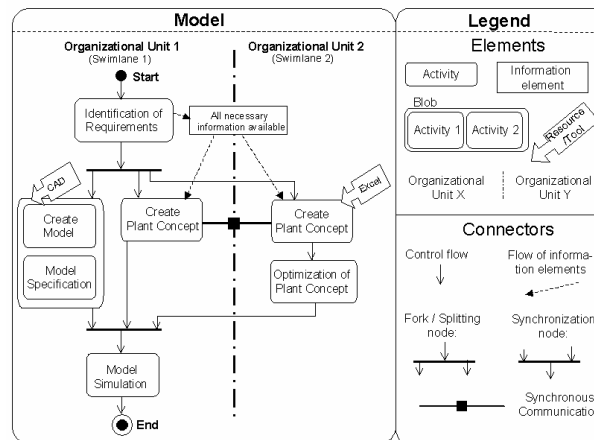 Model
Organizational Unit 1
(Swimlane 1)
Organizational Unit 2
(Swimlane 2)
Start
Identification of
Requirements
All necessary
information available
CAD
Create
Model
Model
Specification
Create
Plant Concept
Excel
Create
Plant Concept
Optimization of
Plant Concept
Model
Simulation
End
Legend
Elements
Activity
Information
element
Blob
Activity 1
Activity 2
Resource
/Tool
Organizational
Unit X
Organizational
Unit Y
Connectors
Control flow
Flow of informa-
tion elements
Fork / Splitting
node:
Synchronization
node:
Synchronous
Communication